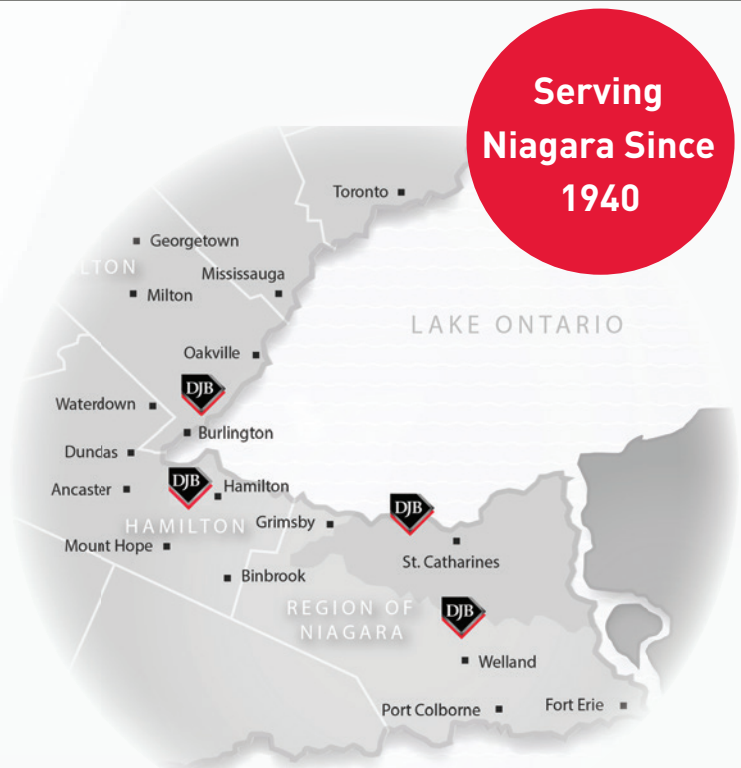 Serving
Niagara Since
1940
Toronto
Georgetown
LTON
Mississauga
Milton
LAKE ONTARIO
Oakville
DJB
Waterdown
Burlington
Dundas
DJB
Hamilton
Ancaster
DJB
HAMILTON
Grimsby
Mount Hope
St. Catharines
Binbrook
REGION OF
NIAGARA
DJB
Welland
Port Colborne
Fort Erie